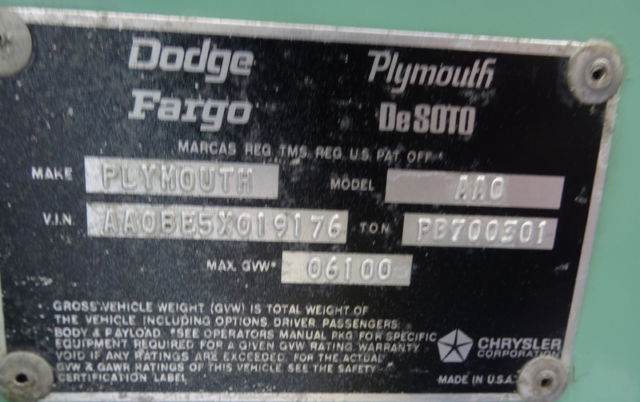 Dodge Plymouth
Fargo De SOTO
MARCAS REG. TMS. REG. U.S. PAT. OFF.
MAKE PLYMOUTH MODEL AA0
V.I.N. AA0BE5X019176 TON PB700301
MAX. GVW* 06100
GROSS VEHICLE WEIGHT (GVW) IS TOTAL WEIGHT OF
THE VEHICLE, INCLUDING OPTIONS, DRIVER, PASSENGERS,
BODY & PAYLOAD. *SEE OPERATORS MANUAL PKG FOR SPECIFIC
EQUIPMENT REQUIRED FOR A GIVEN GVW RATING. WARRANTY
VOID IF ANY RATINGS ARE EXCEEDED. FOR THE ACTUAL
GVW & GAWR RATINGS OF THIS VEHICLE SEE THE SAFETY
CERTIFICATION LABEL
CHRYSLER
CORPORATION
MADE IN U.S.A.